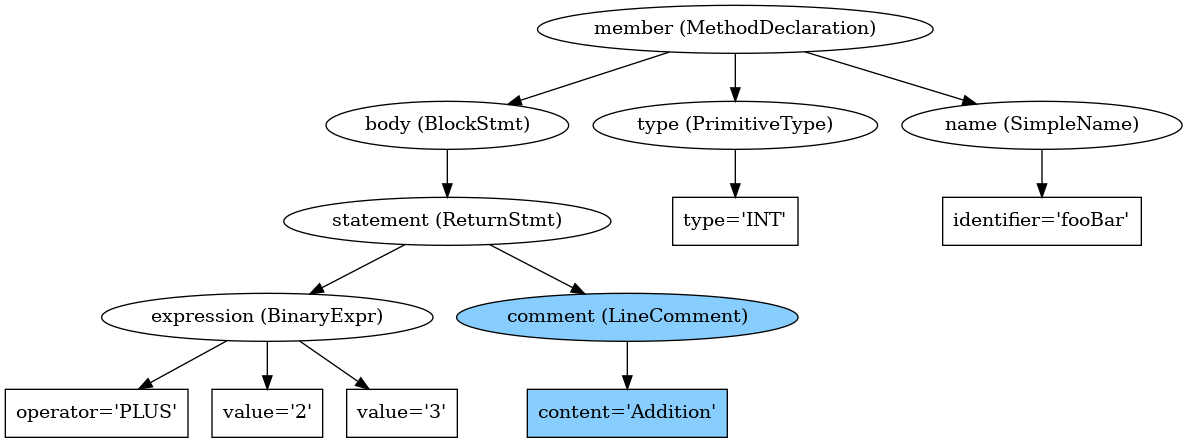 member (MethodDeclaration)
body (BlockStmt)
type (PrimitiveType)
name (SimpleName)
statement (ReturnStmt)
type='INT'
identifier='fooBar'
expression (BinaryExpr)
comment (LineComment)
operator='PLUS'
value='2'
value='3'
content='Addition'